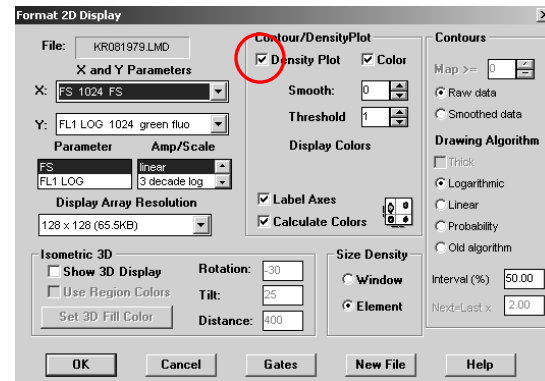 Format 2D Display
File: KR081979.LMD
X and Y Parameters
X: FS 1024 FS
Y: FL1 LOG 1024 green fluo
Parameter Amp/Scale
FS linear
FL1 LOG 3 decade log
Display Array Resolution
128 x 128 (65.5KB)
Contour/DensityPlot
Density Plot Color
Smooth: 0
Threshold 1
Display Colors
Label Axes
Calculate Colors
Contours
Map >= 0
Raw data
Smoothed data
Drawing Algorithm
Thick
Logarithmic
Linear
Probability
Old algorithm
Interval (%) 50.00
Next=Last x 2.00
Isometric 3D
Show 3D Display Rotation: -30
Use Region Colors Tilt: 25
Set 3D Fill Color Distance: 400
Size Density
Window
Element
OK Cancel Gates New File Help